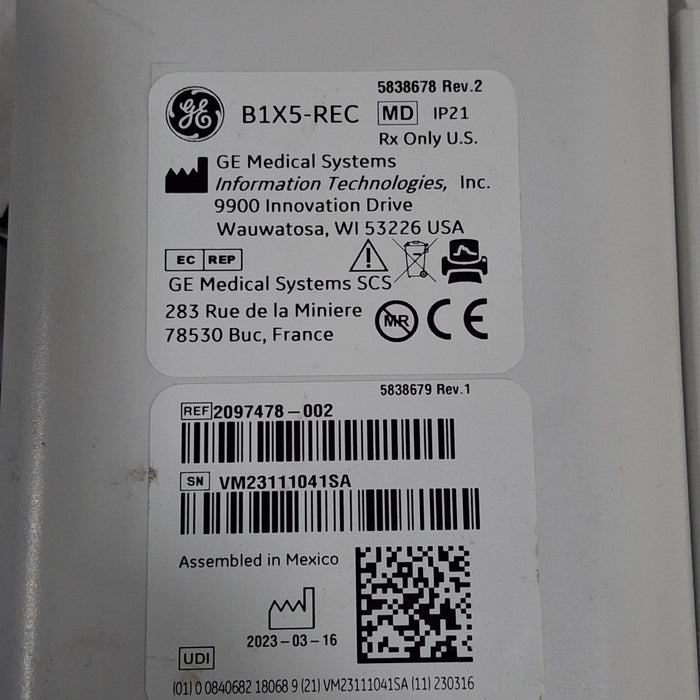 5838678 Rev.2
GE B1X5-REC MD IP21
Rx Only U.S.
GE Medical Systems
Information Technologies, Inc.
9900 Innovation Drive
Wauwatosa, WI 53226 USA
EC REP
GE Medical Systems SCS
283 Rue de la Miniere
78530 Buc, France
MR CE
5838679 Rev.1
REF 2097478-002
SN VM23111041SA
Assembled in Mexico
2023-03-16
UDI
(01) 0 0840682 18068 9 (21) VM23111041SA (11) 230316